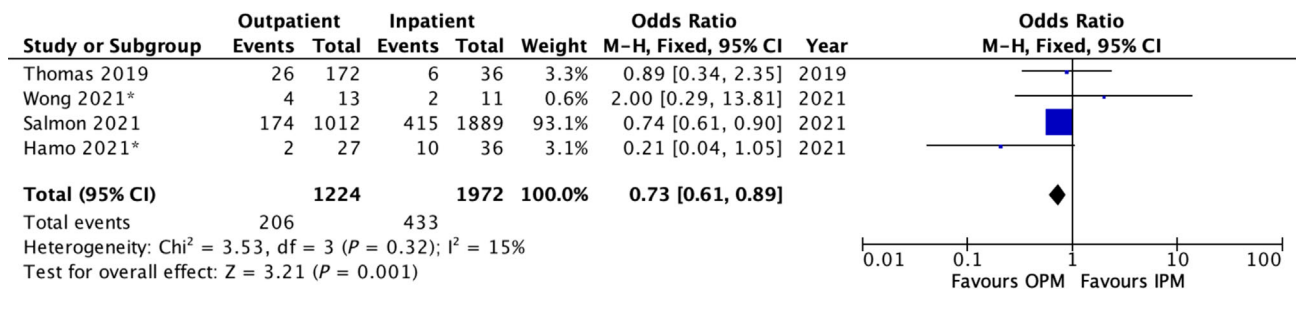 Outpatient Inpatient Odds Ratio Odds Ratio
Study or Subgroup Events Total Events Total Weight M-H, Fixed, 95% CI Year M-H, Fixed, 95% CI
Thomas 2019 26 172 6 36 3.3% 0.89 [0.34, 2.35] 2019
Wong 2021* 4 13 2 11 0.6% 2.00 [0.29, 13.81] 2021
Salmon 2021 174 1012 415 1889 93.1% 0.74 [0.61, 0.90] 2021
Hamo 2021* 2 27 10 36 3.1% 0.21 [0.04, 1.05] 2021
Total (95% CI) 1224 1972 100.0% 0.73 [0.61, 0.89]
Total events 206 433
Heterogeneity: Chi² = 3.53, df = 3 (P = 0.32); I² = 15%
Test for overall effect: Z = 3.21 (P = 0.001)
0.01 0.1 1 10 100
Favours OPM Favours IPM